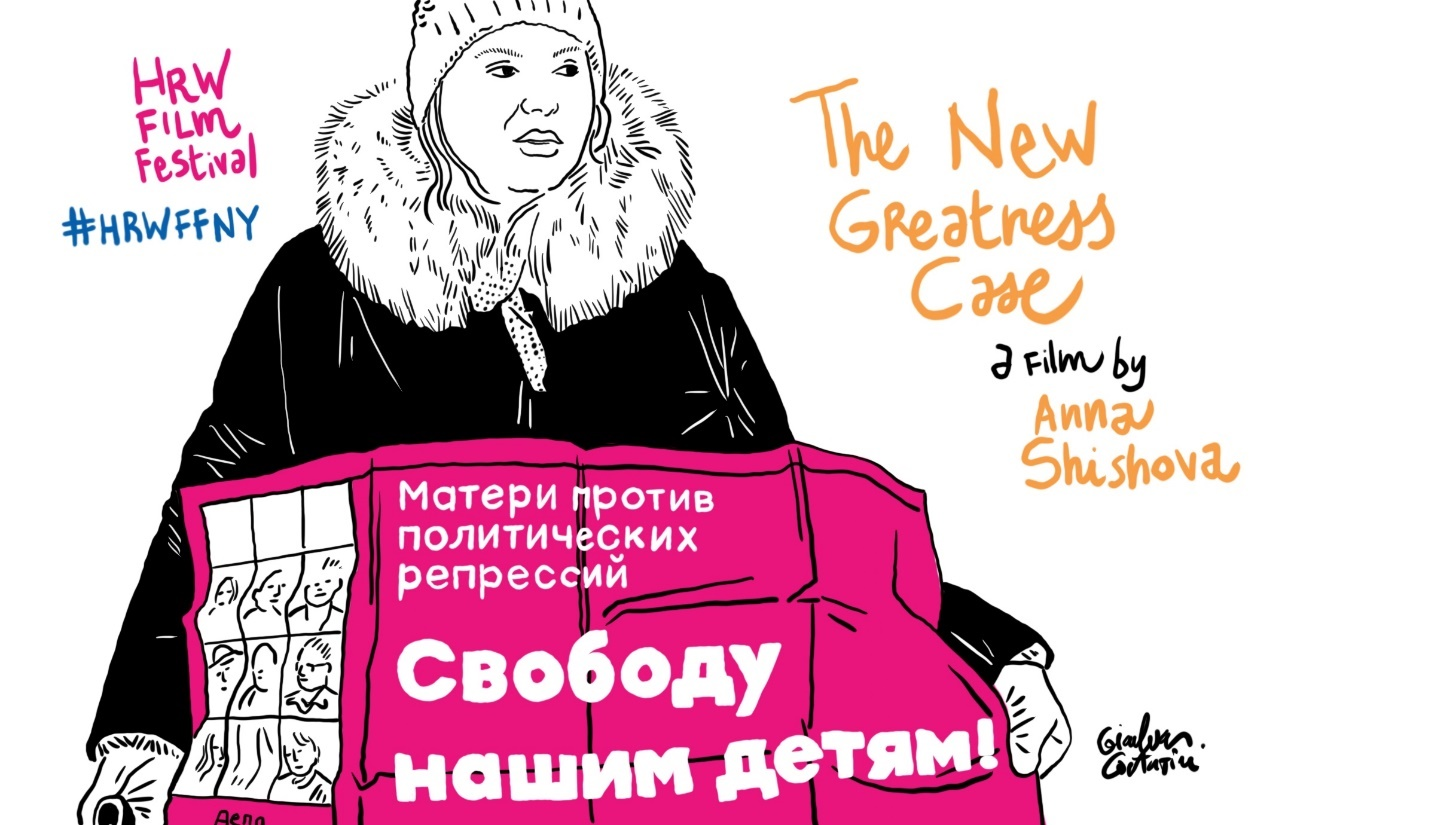 HRW
Film
Festival
#HRWFFNY
The New
Greatness
Case
a Film by
Anna
Shishova
Матери против
политических
репрессий
Свободу
нашим детям!
Дело